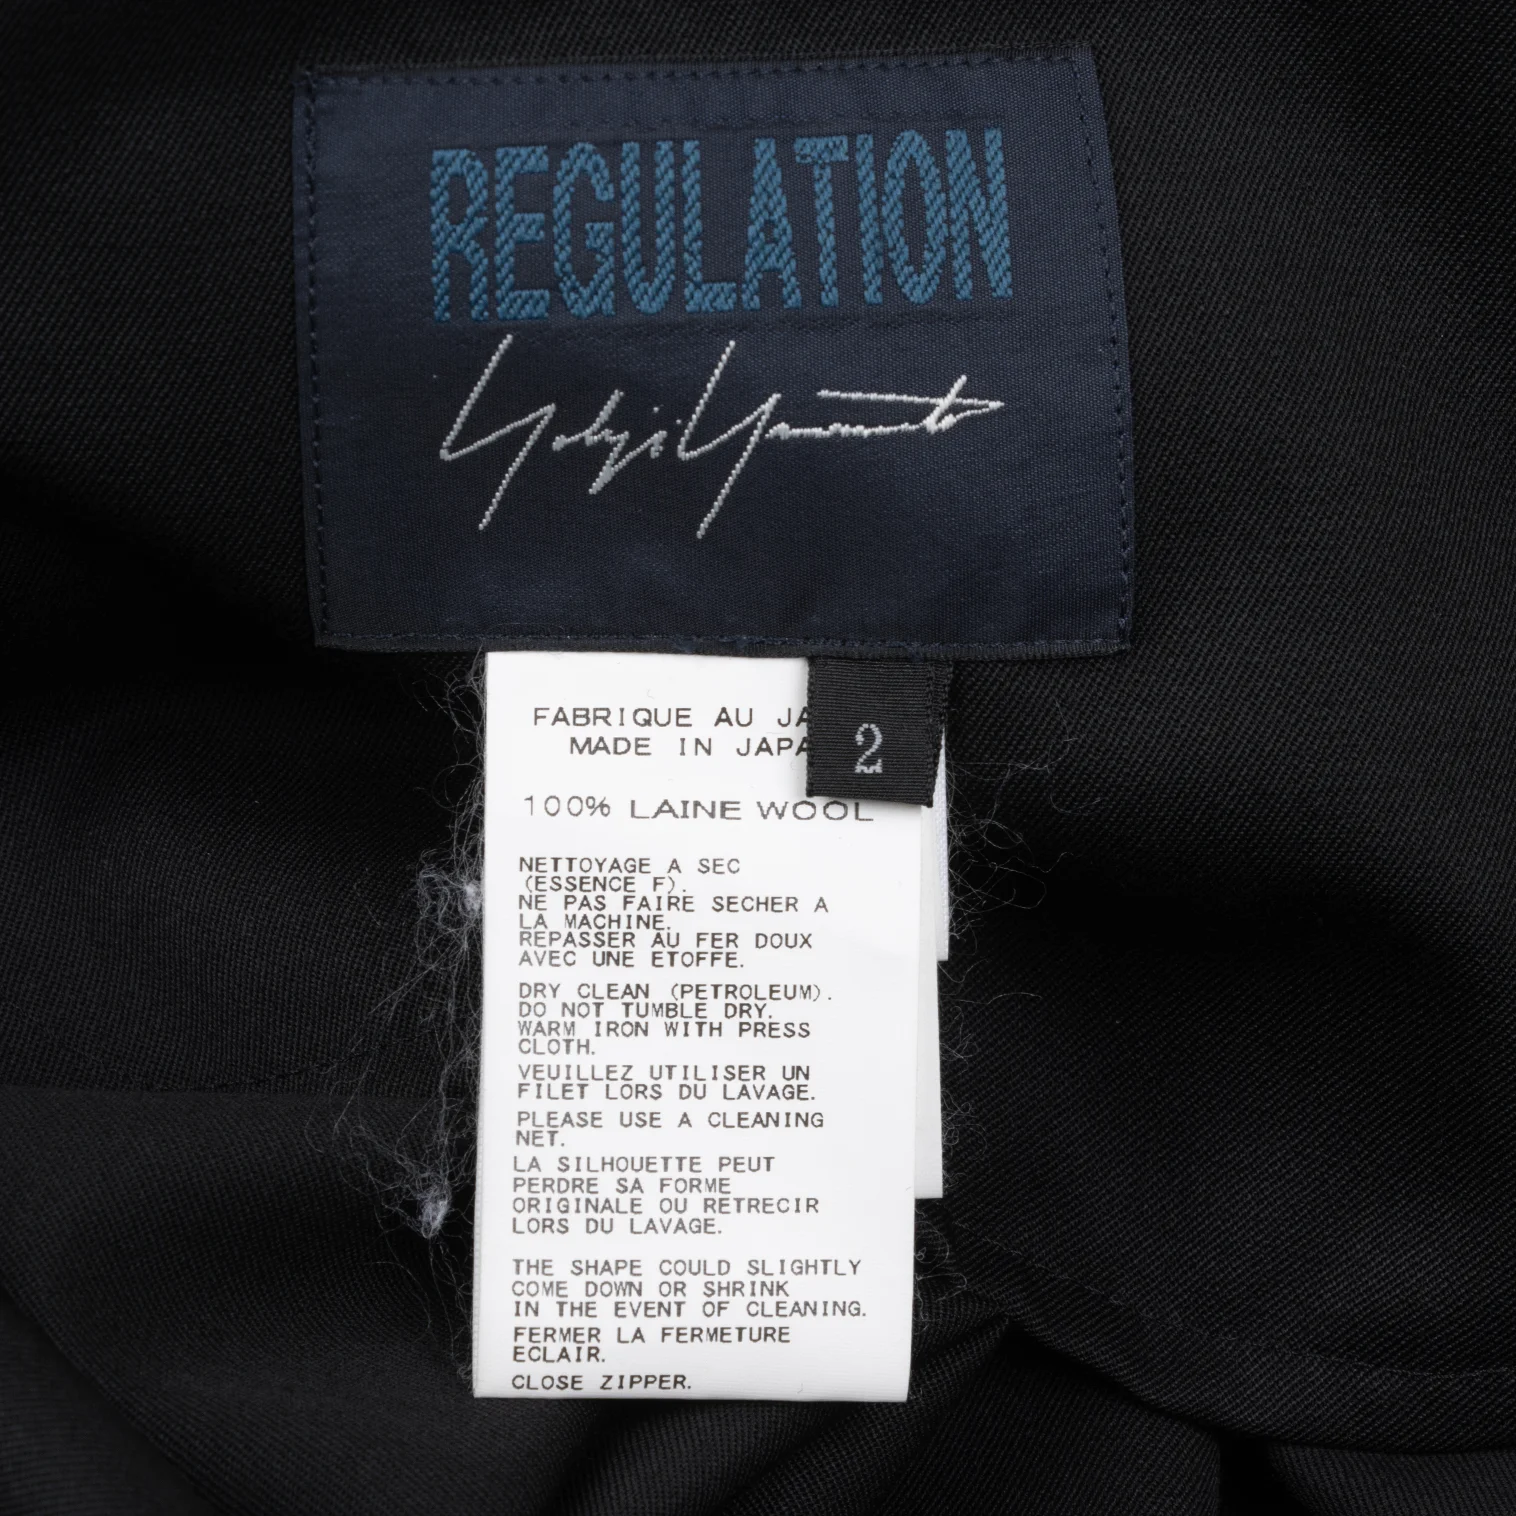 REGULATION
Yohji Yamamoto
2
FABRIQUE AU JA
MADE IN JAPA
100% LAINE WOOL
NETTOYAGE A SEC
(ESSENCE F).
NE PAS FAIRE SECHER A
LA MACHINE.
REPASSER AU FER DOUX
AVEC UNE ETOFFE.
DRY CLEAN (PETROLEUM).
DO NOT TUMBLE DRY.
WARM IRON WITH PRESS
CLOTH.
VEUILLEZ UTILISER UN
FILET LORS DU LAVAGE.
PLEASE USE A CLEANING
NET.
LA SILHOUETTE PEUT
PERDRE SA FORME
ORIGINALE OU RETRECIR
LORS DU LAVAGE.
THE SHAPE COULD SLIGHTLY
COME DOWN OR SHRINK
IN THE EVENT OF CLEANING.
FERMER LA FERMETURE
ECLAIR.
CLOSE ZIPPER.